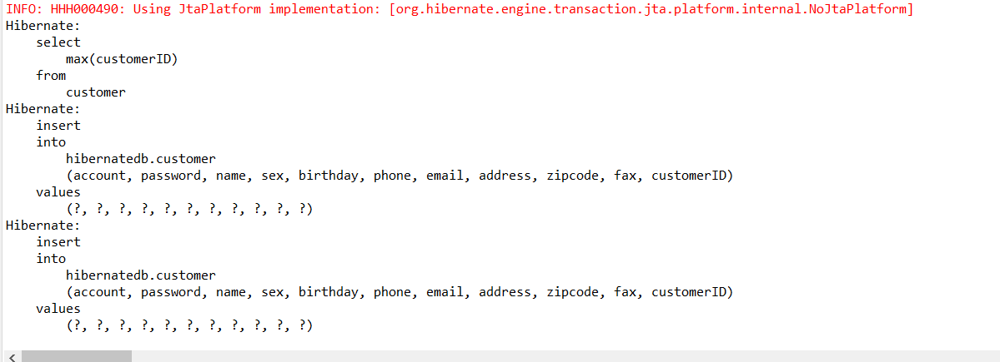 INFO: HHH000490: Using JtaPlatform implementation: [org.hibernate.engine.transaction.jta.platform.internal.NoJtaPlatform]
Hibernate:
    select
        max(customerID)
    from
        customer
Hibernate:
    insert
    into
        hibernatedb.customer
        (account, password, name, sex, birthday, phone, email, address, zipcode, fax, customerID)
    values
        (?, ?, ?, ?, ?, ?, ?, ?, ?, ?, ?)
Hibernate:
    insert
    into
        hibernatedb.customer
        (account, password, name, sex, birthday, phone, email, address, zipcode, fax, customerID)
    values
        (?, ?, ?, ?, ?, ?, ?, ?, ?, ?, ?)